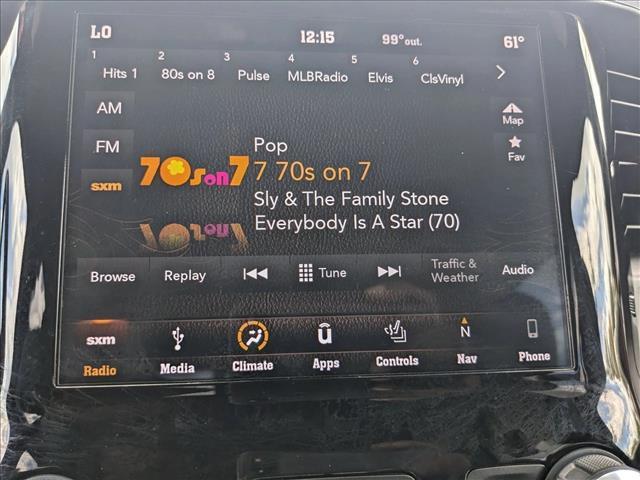 LO 12:15 99°out. 61°
1 2 3 4 5 6
Hits 1 80s on 8 Pulse MLBRadio Elvis ClsVinyl
AM
Map
FM
Fav
sxm
70s on 7
Pop
7 70s on 7
Sly & The Family Stone
Everybody Is A Star (70)
Browse Replay Tune Traffic & Weather Audio
sxm ū N
Radio Media Climate Apps Controls Nav Phone